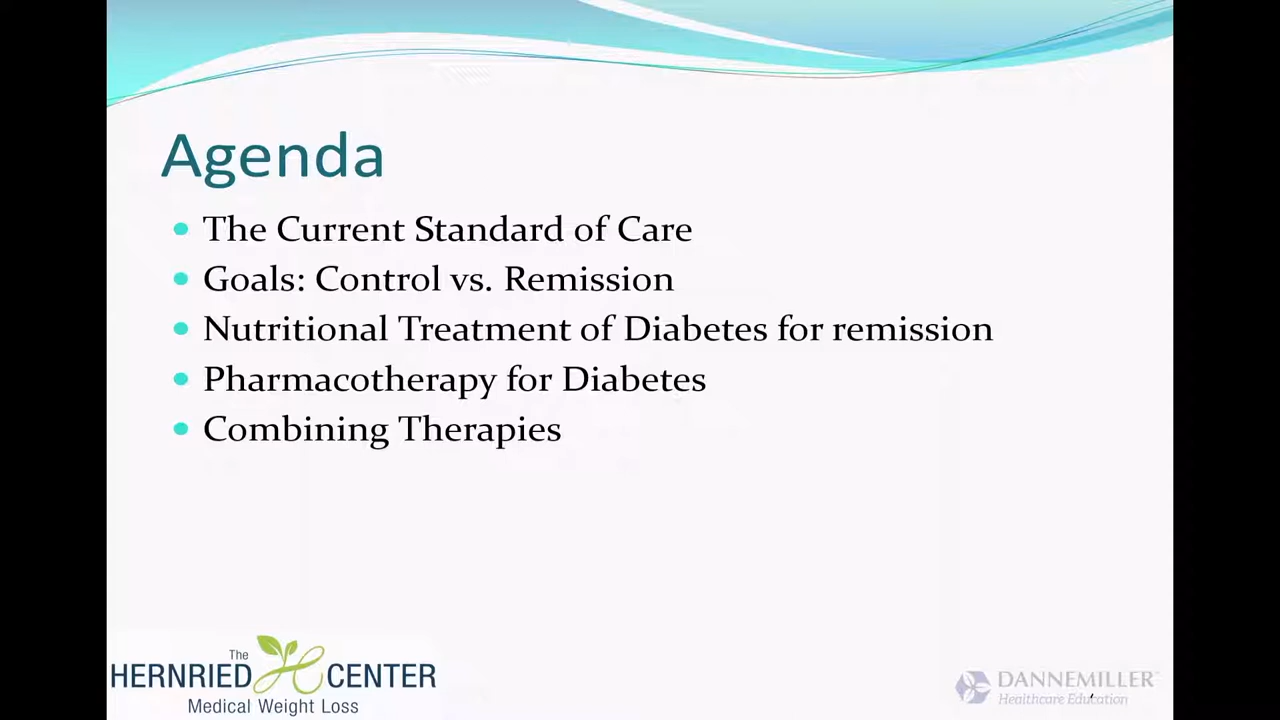 Agenda
The Current Standard of Care
Goals: Control vs. Remission
Nutritional Treatment of Diabetes for remission
Pharmacotherapy for Diabetes
Combining Therapies
The
HERNRIED CENTER
Medical Weight Loss
DANNEMILLER
Healthcare Education